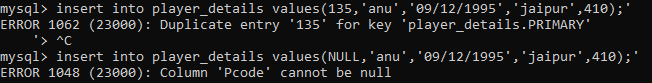 mysql> insert into player_details values(135,'anu','09/12/1995','jaipur',410);'
ERROR 1062 (23000): Duplicate entry '135' for key 'player_details.PRIMARY'
'> ^C
mysql> insert into player_details values(NULL,'anu','09/12/1995','jaipur',410);'
ERROR 1048 (23000): Column 'Pcode' cannot be null